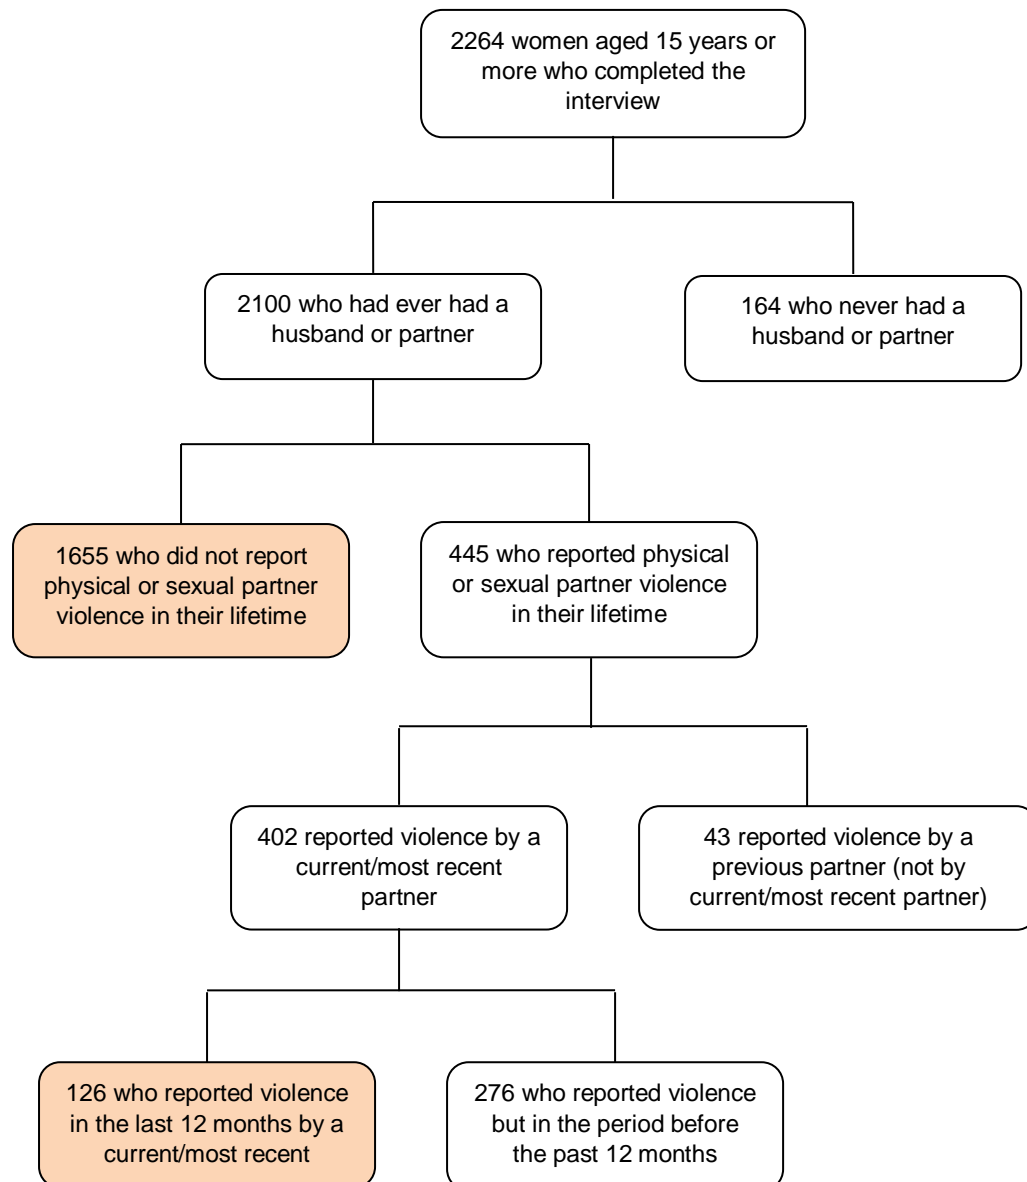 2264 women aged 15 years or
more who completed the
interview
2100 who had ever had a
husband or partner
164 who never had a
husband or partner
1655 who did not report
physical or sexual partner
violence in their lifetime
445 who reported physical
or sexual partner violence
in their lifetime
402 reported violence by a
current/most recent
partner
43 reported violence by a
previous partner (not by
current/most recent partner)
126 who reported violence
in the last 12 months by a
current/most recent
276 who reported violence
but in the period before
the past 12 months